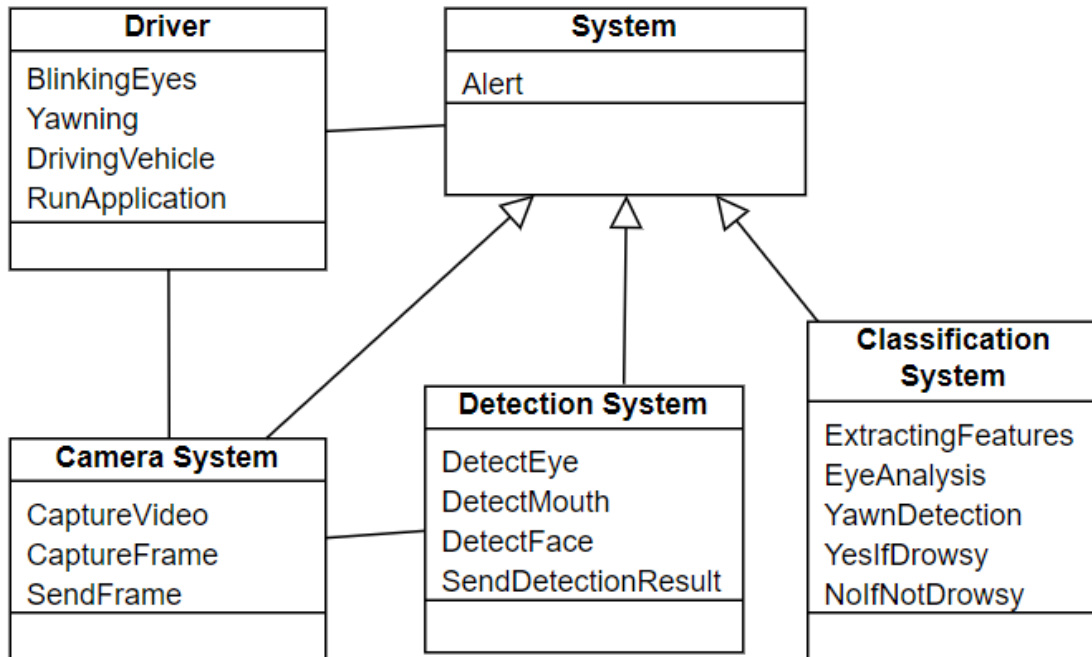 Driver
BlinkingEyes
Yawning
DrivingVehicle
RunApplication
System
Alert
Camera System
CaptureVideo
CaptureFrame
SendFrame
Detection System
DetectEye
DetectMouth
DetectFace
SendDetectionResult
Classification
System
ExtractingFeatures
EyeAnalysis
YawnDetection
YesIfDrowsy
NoIfNotDrowsy